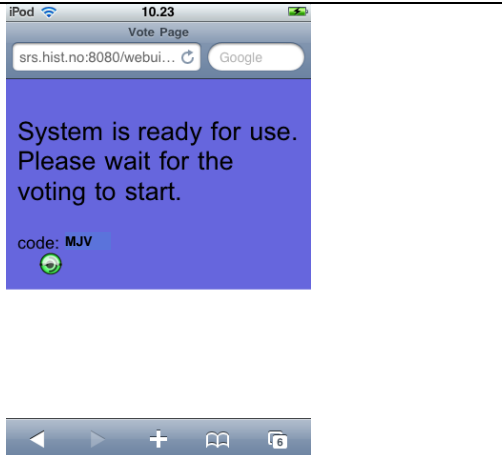 iPod 10.23
Vote Page
srs.hist.no:8080/webui... Google
System is ready for use.
Please wait for the
voting to start.
code: MJV
6